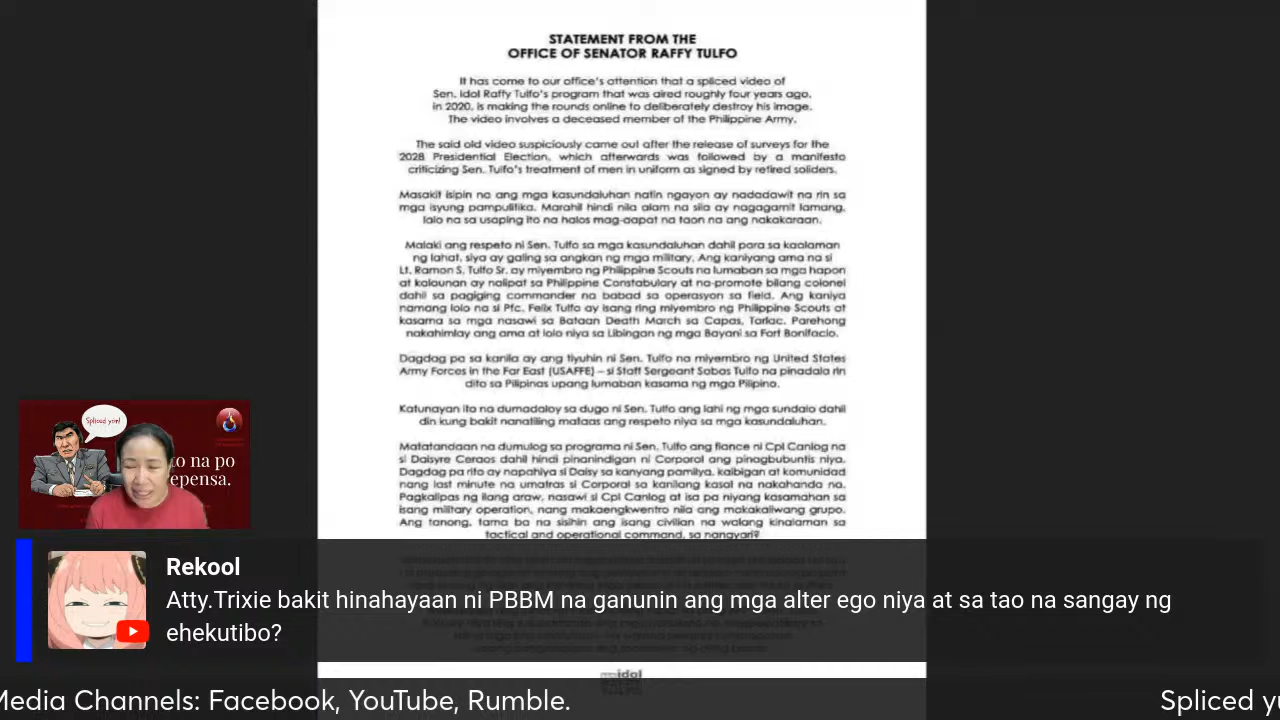 STATEMENT FROM THE
OFFICE OF SENATOR RAFFY TULFO
It has come to our office's attention that a spliced video of
Sen. Idol Raffy Tulfo's program that was aired roughly four years ago,
in 2020, is making the rounds online to deliberately destroy his image.
The video involves a deceased member of the Philippine Army.
The said old video suspiciously came out after the release of surveys for the
2028 Presidential Election, which afterwards was followed by a manifesto
criticizing Sen. Tulfo's treatment of men in uniform as signed by retired soliders.
Masakit isipin na ang mga kasundaluhan natin ngayon ay nadadawit na rin sa
mga isyung pampulitika. Marahil hindi nila alam na sila ay nagagamit lamang,
lalo na sa usaping ito na halos mag-aapat na taon na ang nakakaraan.
Malaki ang respeto ni Sen. Tulfo sa mga kasundaluhan dahil para sa kaalaman
ng lahat, siya ay galing sa angkan ng mga military. Ang kaniyang ama na si
Lt. Ramon S. Tulfo Sr. ay miyembro ng Philippine Scouts na lumaban sa mga hapon
at kalaunan ay nalipat sa Philippine Constabulary at na-promote bilang colonel
dahil sa pagiging commander na babad sa operasyon sa field. Ang kaniya
namang lolo na si Pfc. Felix Tulfo ay isang ring miyembro ng Philippine Scouts at
kasama sa mga nasawi sa Bataan Death March sa Capas, Tarlac. Parehong
nakahimlay ang ama at lolo niya sa Libingan ng mga Bayani sa Fort Bonifacio.
Dagdag pa sa kanila ay ang tiyuhin ni Sen. Tulfo na miyembro ng United States
Army Forces in the Far East (USAFFE) – si Staff Sergeant Sabas Tulfo na pinadala rin
dito sa Pilipinas upang lumaban kasama ng mga Pilipino.
Katunayan ito na dumadaloy sa dugo ni Sen. Tulfo ang lahi ng mga sundalo dahil
din kung bakit nanatiling mataas ang respeto niya sa mga kasundaluhan.
Matatandaan na dumulog sa programa ni Sen. Tulfo ang fiance ni Cpl Canlog na
si Daisyre Ceraos dahil hindi pinanindigan ni Corporal ang pinagbubuntis niya.
Dagdag pa rito ay napahiya si Daisy sa kanyang pamilya, kaibigan at komunidad
nang last minute na umatras si Corporal sa kanilang kasal na nakahanda na.
Pagkalipas ng ilang araw, nasawi si Cpl Canlog at isa pa niyang kasamahan sa
isang military operation, nang makaengkwentro nila ang makakaliwang grupo.
Ang tanong, tama ba na sisihin ang isang civilian na walang kinalaman sa
tactical and operational command, sa nangyari?
Spliced yarn!
to na po
epensa.
Rekool
Atty.Trixie bakit hinahayaan ni PBBM na ganunin ang mga alter ego niya at sa tao na sangay ng
ehekutibo?
idol
Media Channels: Facebook, YouTube, Rumble.
Spliced